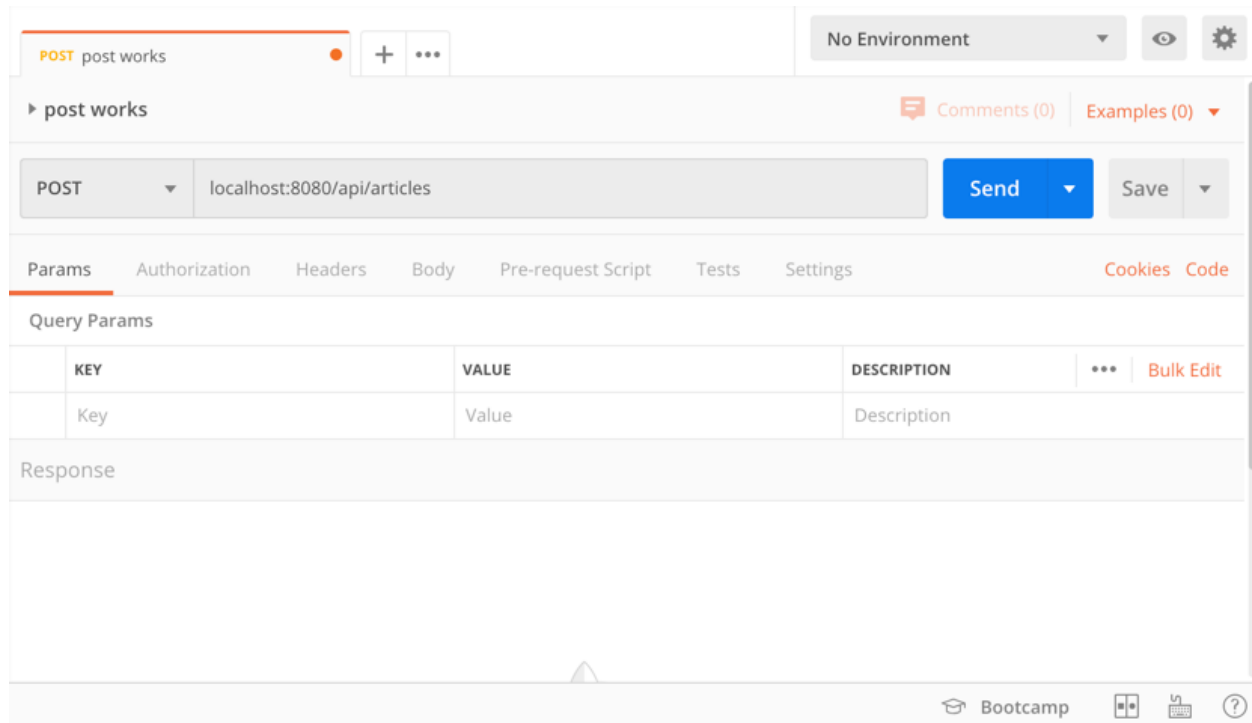 No Environment
POST post works
post works
Comments (0)
Examples (0)
POST
localhost:8080/api/articles
Send
Save
Params Authorization Headers Body Pre-request Script Tests Settings Cookies Code
Query Params
KEY VALUE DESCRIPTION Bulk Edit
Key Value Description
Response
Bootcamp